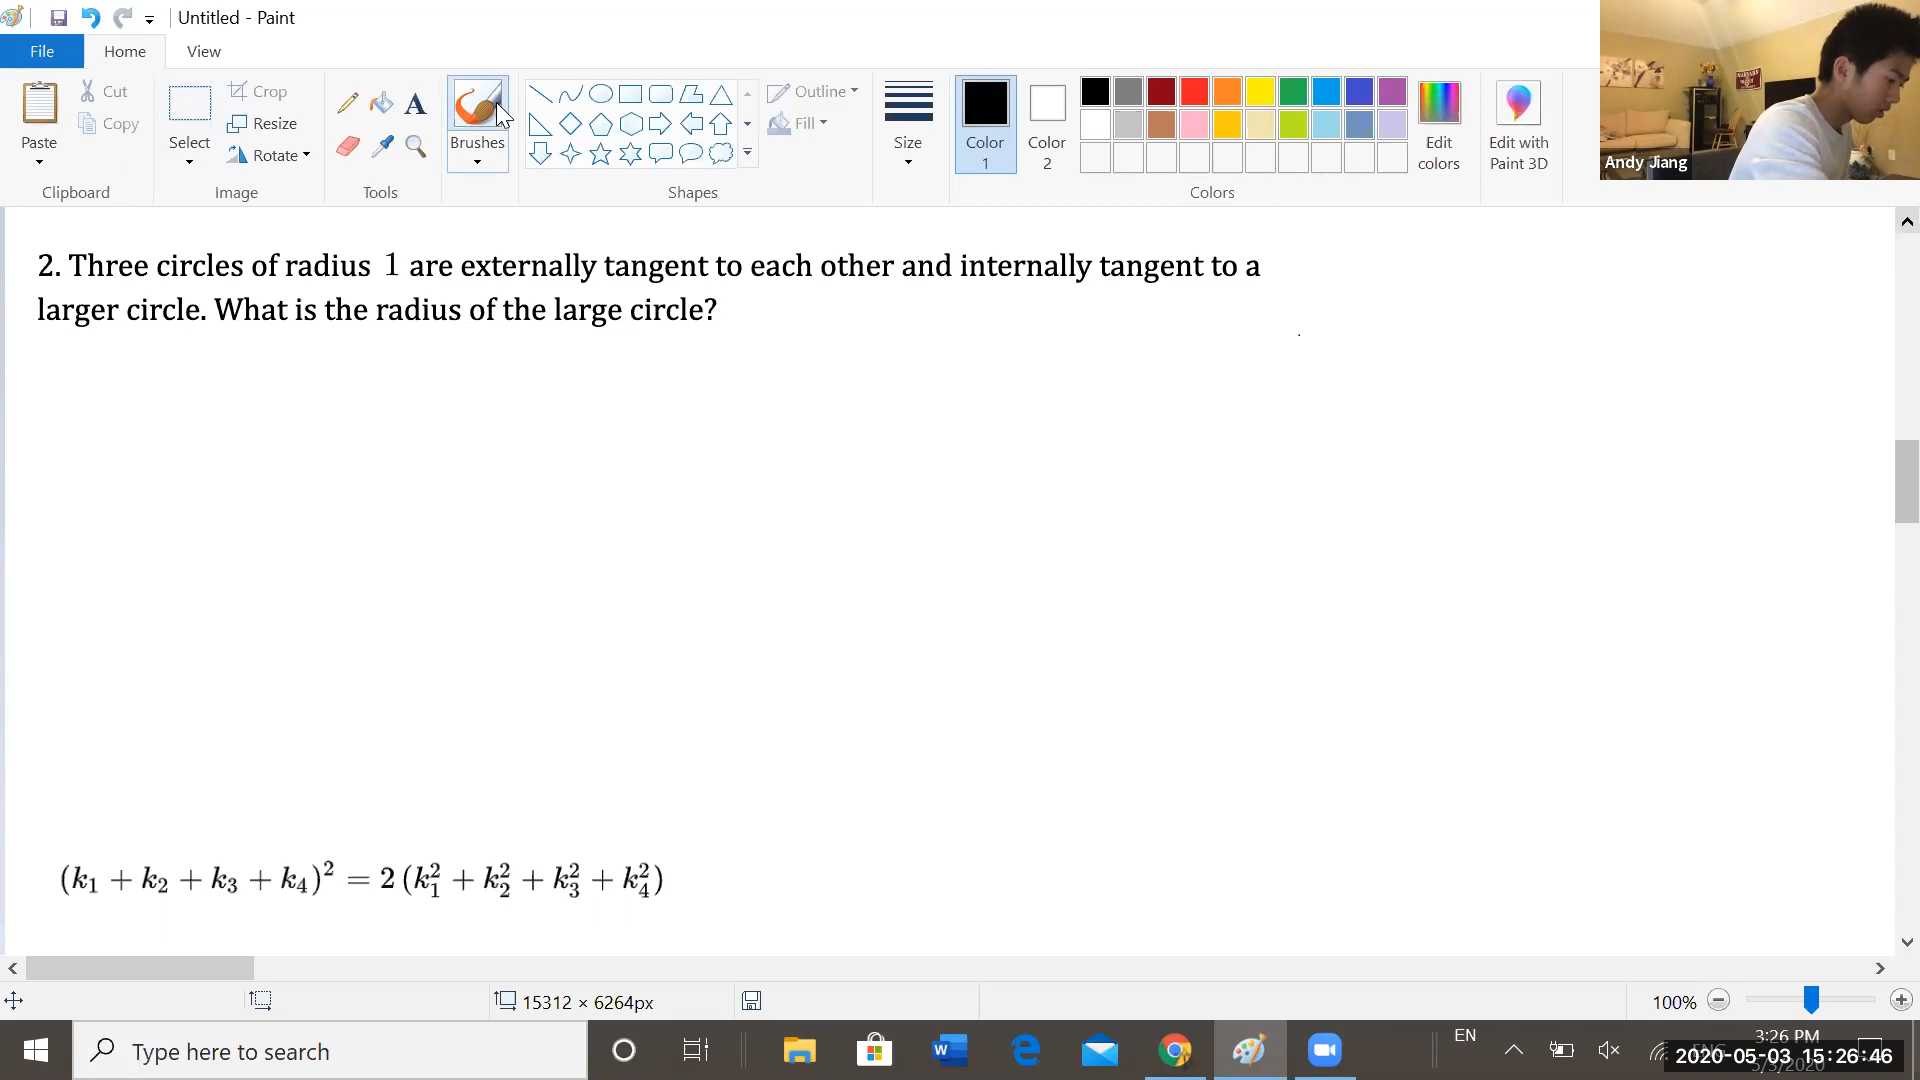 Untitled - Paint
File Home View
Paste
Cut
Copy
Clipboard
Select
Crop
Resize
Rotate
Image
A
Tools
Brushes
Shapes
Outline
Fill
Size
Color 1
Color 2
Colors
Edit colors
Edit with Paint 3D
Andy Jiang
2. Three circles of radius 1 are externally tangent to each other and internally tangent to a
larger circle. What is the radius of the large circle?
(k₁ + k₂ + k₃ + k₄)² = 2 (k₁² + k₂² + k₃² + k₄²)
15312 × 6264px
100%
Type here to search
EN
3:26 PM
2020-05-03 15:26:46
5/3/2020